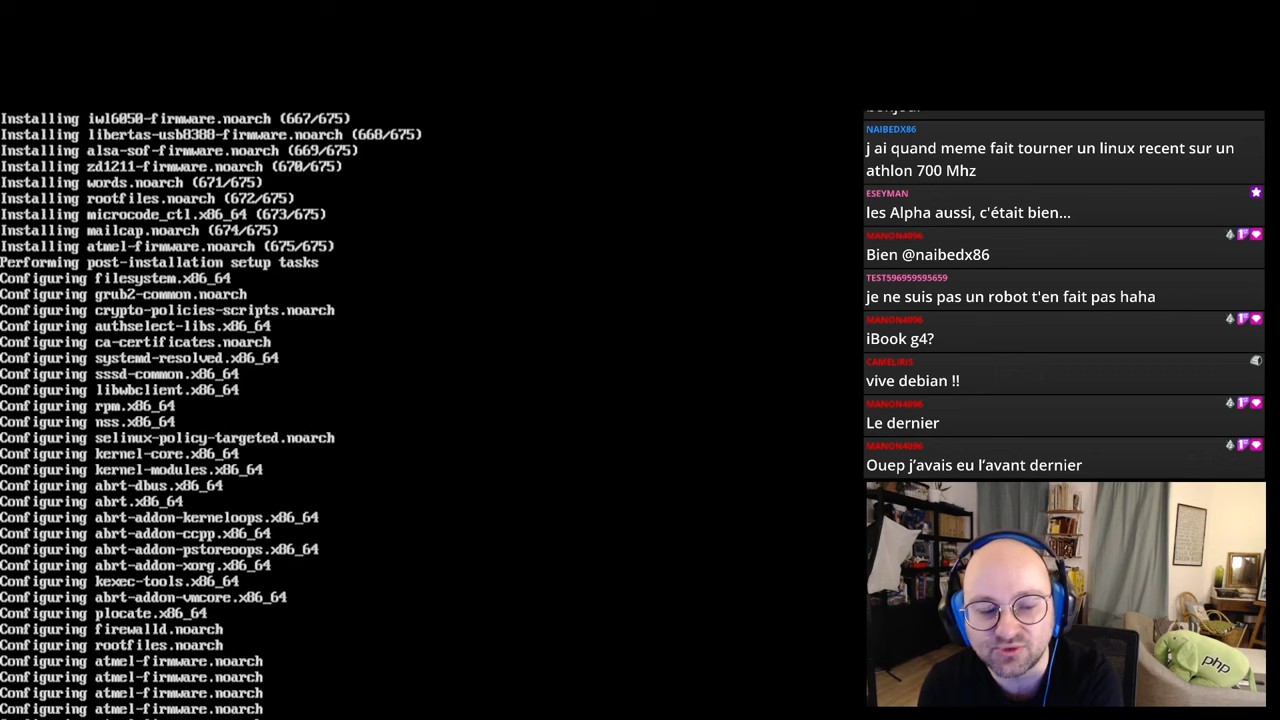 Installing iwl6050-firmware.noarch (667/675)
Installing libertas-usb8388-firmware.noarch (668/675)
Installing alsa-sof-firmware.noarch (669/675)
Installing zd1211-firmware.noarch (670/675)
Installing words.noarch (671/675)
Installing rootfiles.noarch (672/675)
Installing microcode_ctl.x86_64 (673/675)
Installing mailcap.noarch (674/675)
Installing atmel-firmware.noarch (675/675)
Performing post-installation setup tasks
Configuring filesystem.x86_64
Configuring grub2-common.noarch
Configuring crypto-policies-scripts.noarch
Configuring authselect-libs.x86_64
Configuring ca-certificates.noarch
Configuring systemd-resolved.x86_64
Configuring sssd-common.x86_64
Configuring libwbclient.x86_64
Configuring rpm.x86_64
Configuring nss.x86_64
Configuring selinux-policy-targeted.noarch
Configuring kernel-core.x86_64
Configuring kernel-modules.x86_64
Configuring abrt-dbus.x86_64
Configuring abrt.x86_64
Configuring abrt-addon-kerneloops.x86_64
Configuring abrt-addon-ccpp.x86_64
Configuring abrt-addon-pstoreoops.x86_64
Configuring abrt-addon-xorg.x86_64
Configuring kexec-tools.x86_64
Configuring abrt-addon-vmcore.x86_64
Configuring plocate.x86_64
Configuring firewalld.noarch
Configuring rootfiles.noarch
Configuring atmel-firmware.noarch
Configuring atmel-firmware.noarch
Configuring atmel-firmware.noarch
Configuring atmel-firmware.noarch
NAIBEDX86
j ai quand meme fait tourner un linux recent sur un
athlon 700 Mhz
ESEYMAN
les Alpha aussi, c'était bien...
MANON4096
Bien @naibedx86
TEST596959595659
je ne suis pas un robot t'en fait pas haha
MANON4096
iBook g4?
CAMELIRIS
vive debian !!
MANON4096
Le dernier
MANON4096
Ouep j’avais eu l’avant dernier
php